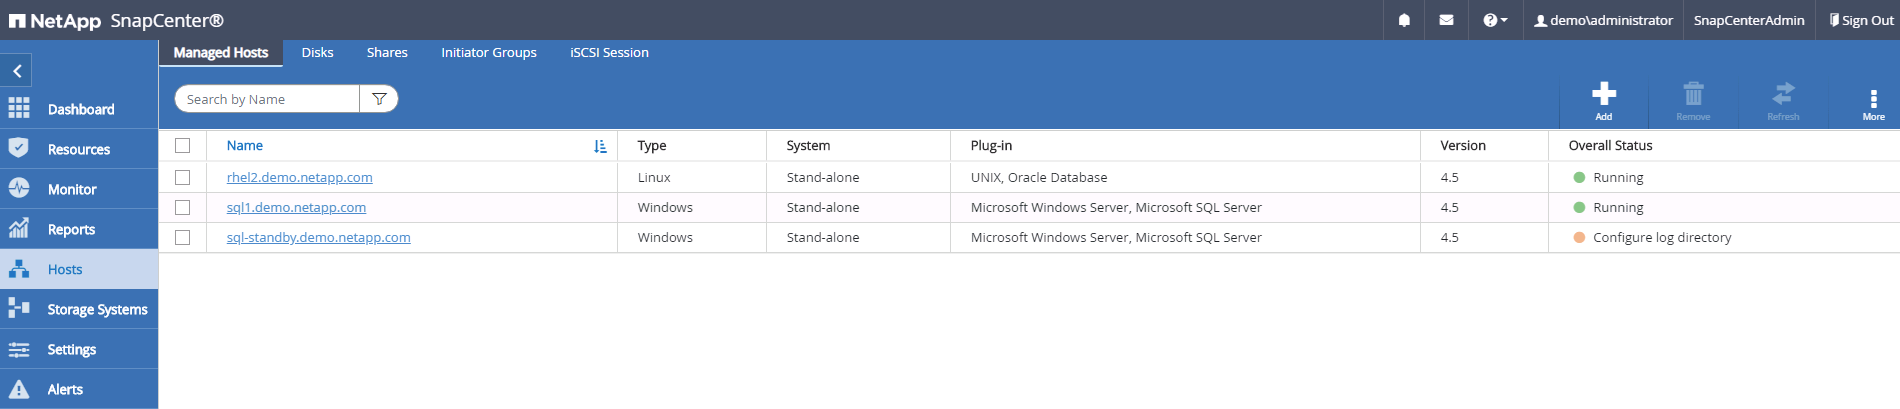 NetApp SnapCenter® demo\administrator SnapCenterAdmin Sign Out
Managed Hosts Disks Shares Initiator Groups iSCSI Session
Search by Name
Add Remove Refresh More
Dashboard
Resources
Monitor
Reports
Hosts
Storage Systems
Settings
Alerts
Name Type System Plug-in Version Overall Status
rhel2.demo.netapp.com Linux Stand-alone UNIX, Oracle Database 4.5 Running
sql1.demo.netapp.com Windows Stand-alone Microsoft Windows Server, Microsoft SQL Server 4.5 Running
sql-standby.demo.netapp.com Windows Stand-alone Microsoft Windows Server, Microsoft SQL Server 4.5 Configure log directory